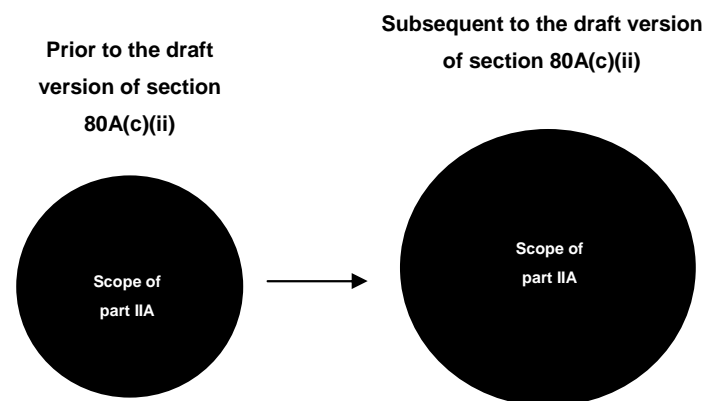 Prior to the draft
version of section
80A(c)(ii)
Subsequent to the draft version
of section 80A(c)(ii)
Scope of
part IIA
Scope of
part IIA